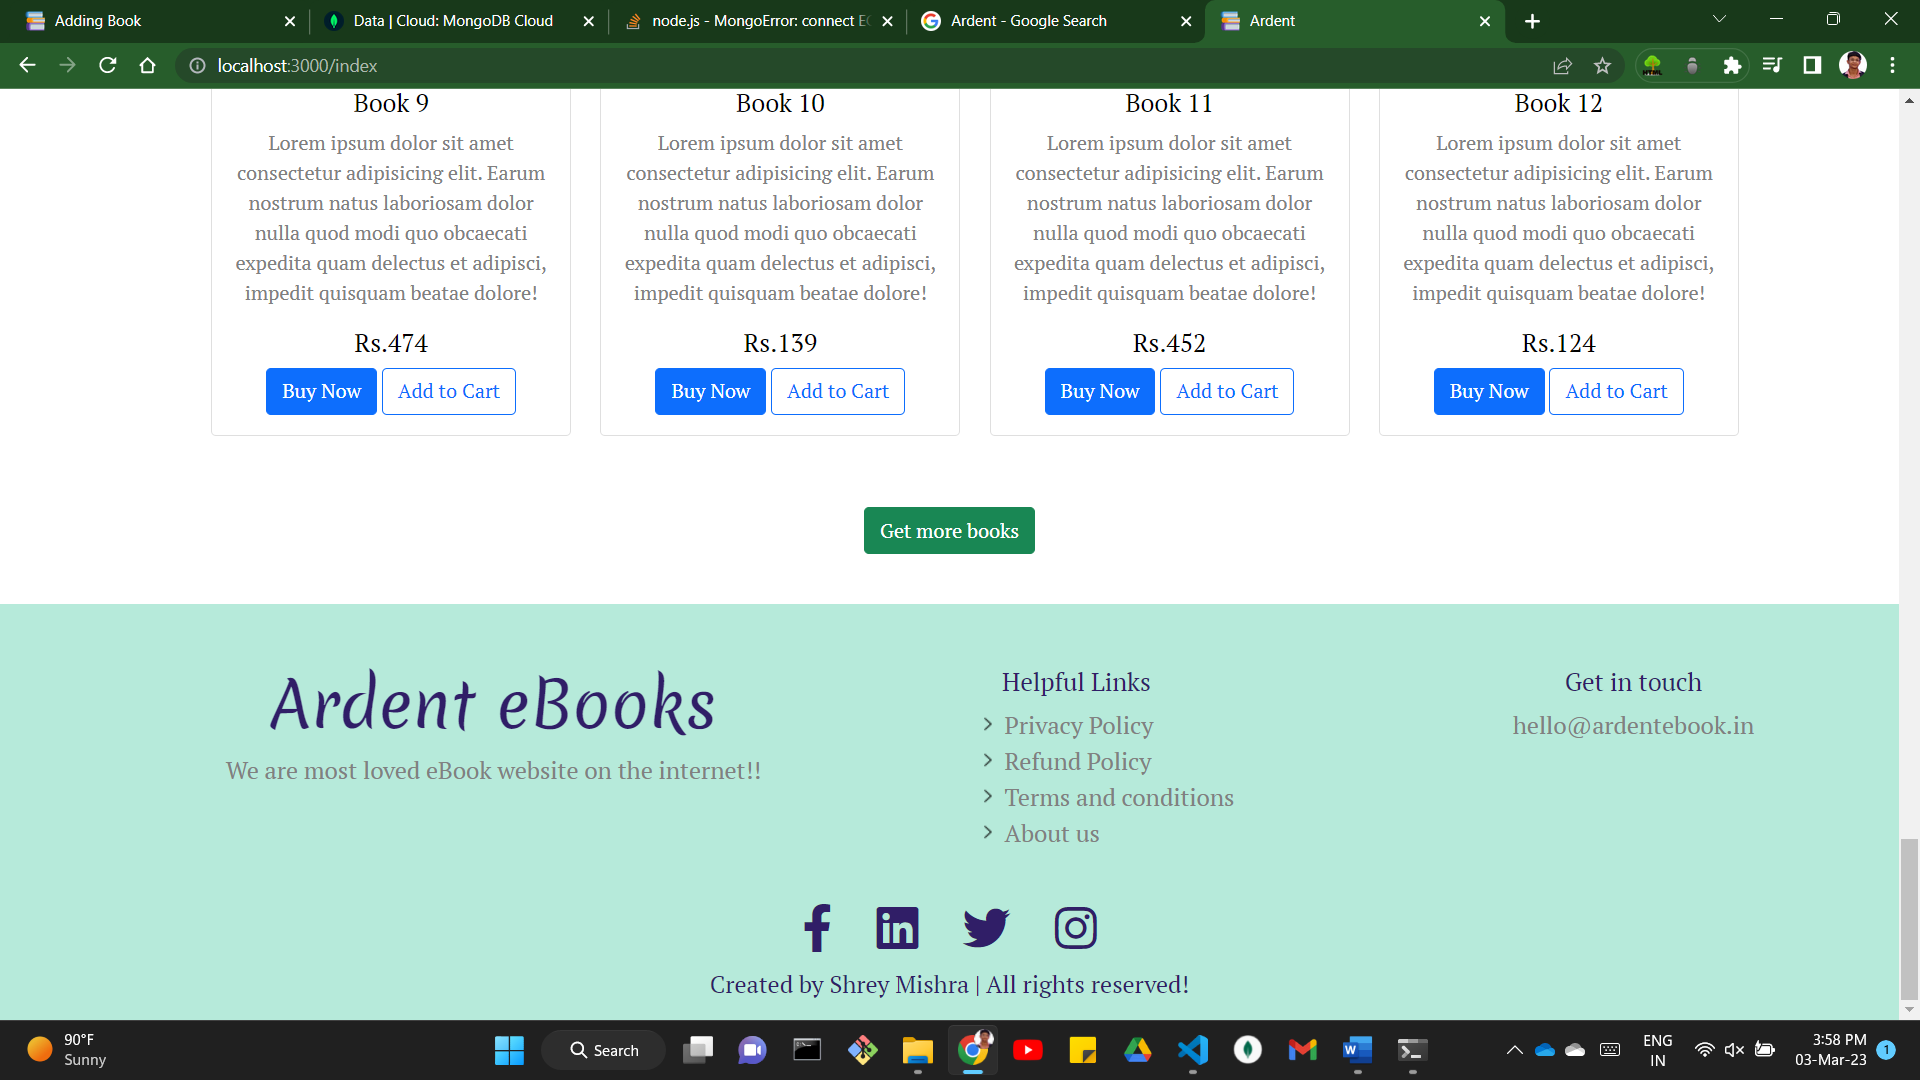 Adding Book
Data | Cloud: MongoDB Cloud
node.js - MongoError: connect EC
Ardent - Google Search
Ardent
localhost:3000/index
Book 9
Lorem ipsum dolor sit amet
consectetur adipisicing elit. Earum
nostrum natus laboriosam dolor
nulla quod modi quo obcaecati
expedita quam delectus et adipisci,
impedit quisquam beatae dolore!
Rs.474
Buy Now
Add to Cart
Book 10
Lorem ipsum dolor sit amet
consectetur adipisicing elit. Earum
nostrum natus laboriosam dolor
nulla quod modi quo obcaecati
expedita quam delectus et adipisci,
impedit quisquam beatae dolore!
Rs.139
Buy Now
Add to Cart
Book 11
Lorem ipsum dolor sit amet
consectetur adipisicing elit. Earum
nostrum natus laboriosam dolor
nulla quod modi quo obcaecati
expedita quam delectus et adipisci,
impedit quisquam beatae dolore!
Rs.452
Buy Now
Add to Cart
Book 12
Lorem ipsum dolor sit amet
consectetur adipisicing elit. Earum
nostrum natus laboriosam dolor
nulla quod modi quo obcaecati
expedita quam delectus et adipisci,
impedit quisquam beatae dolore!
Rs.124
Buy Now
Add to Cart
Get more books
Ardent eBooks
We are most loved eBook website on the internet!!
Helpful Links
Privacy Policy
Refund Policy
Terms and conditions
About us
Get in touch
hello@ardentebook.in
Created by Shrey Mishra | All rights reserved!
90°F
Sunny
Search
ENG
IN
3:58 PM
03-Mar-23
1